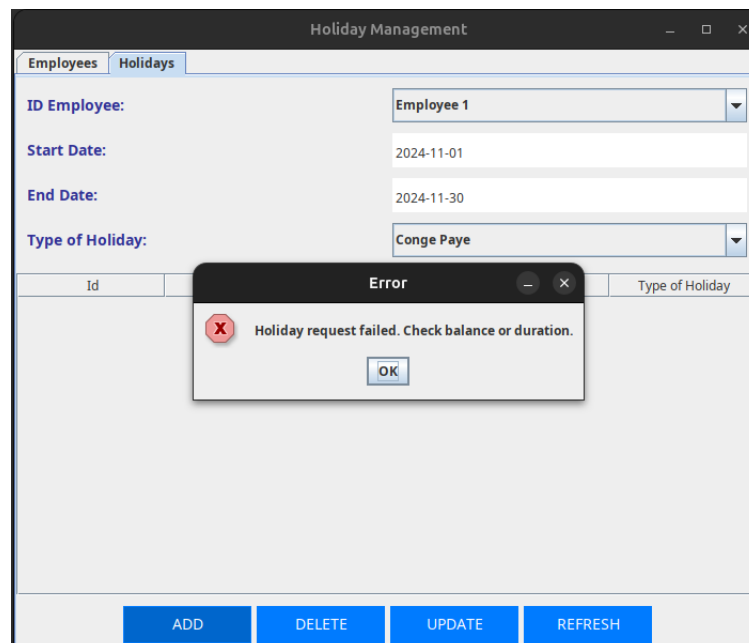 Holiday Management
Employees Holidays
ID Employee: Employee 1
Start Date: 2024-11-01
End Date: 2024-11-30
Type of Holiday: Conge Paye
Id Type of Holiday
Error
Holiday request failed. Check balance or duration.
OK
ADD DELETE UPDATE REFRESH